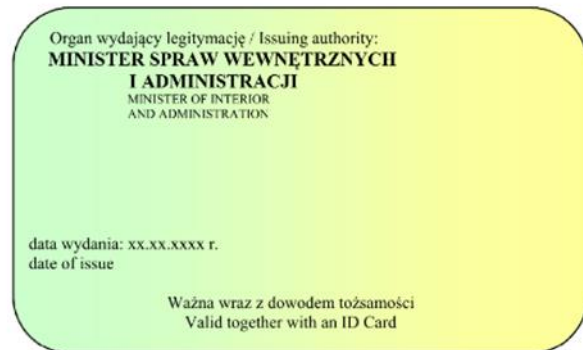 Organ wydający legitymację / Issuing authority:
MINISTER SPRAW WEWNĘTRZNYCH
I ADMINISTRACJI
MINISTER OF INTERIOR
AND ADMINISTRATION
data wydania: xx.xx.xxxx r.
date of issue
Ważna wraz z dowodem tożsamości
Valid together with an ID Card